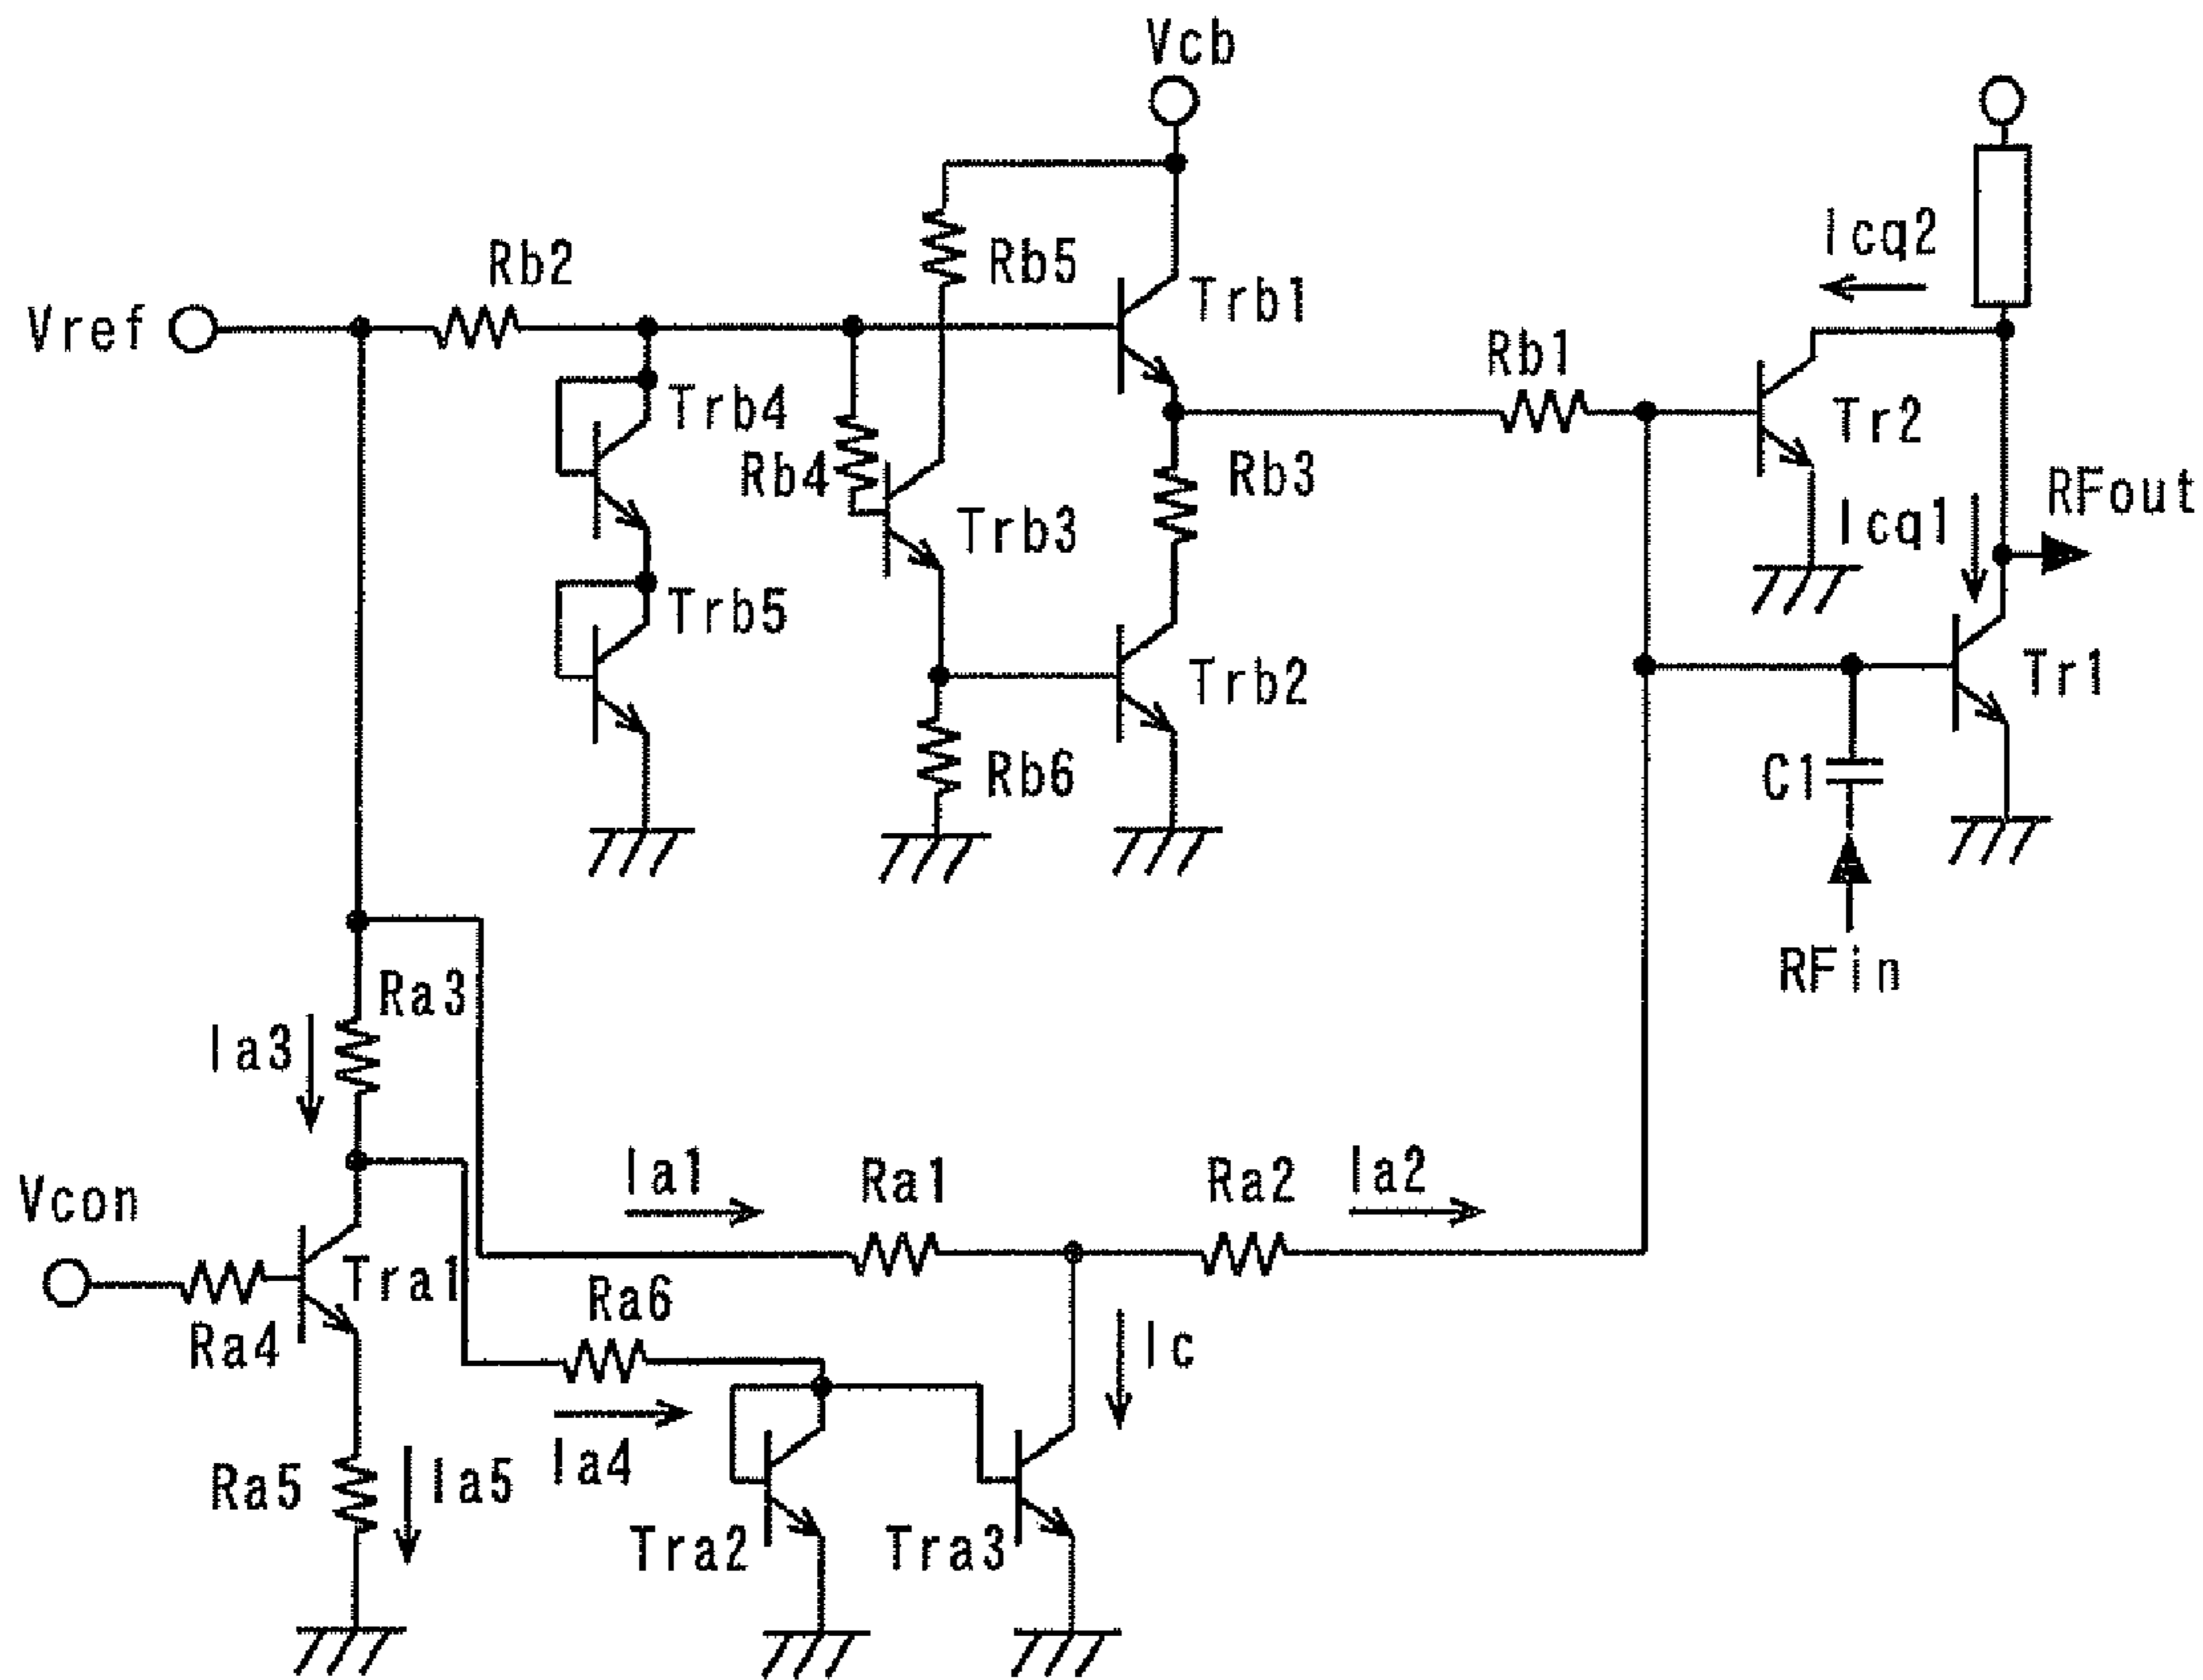 Vcb
Icq2
Rb2
Rb5
Trb1
Vref
Rb1
Trb4
Tr2
Rb4
Rb3
RFout
Trb3
Icq1
Trb5
Trb2
Tr1
Rb6
C1
RFin
Ra3
Ia3
Vcon
Ia1
Ra1
Ra2
Ia2
Tra1
Ra6
Ra4
Ic
Ia4
Ra5
Ia5
Tra2
Tra3